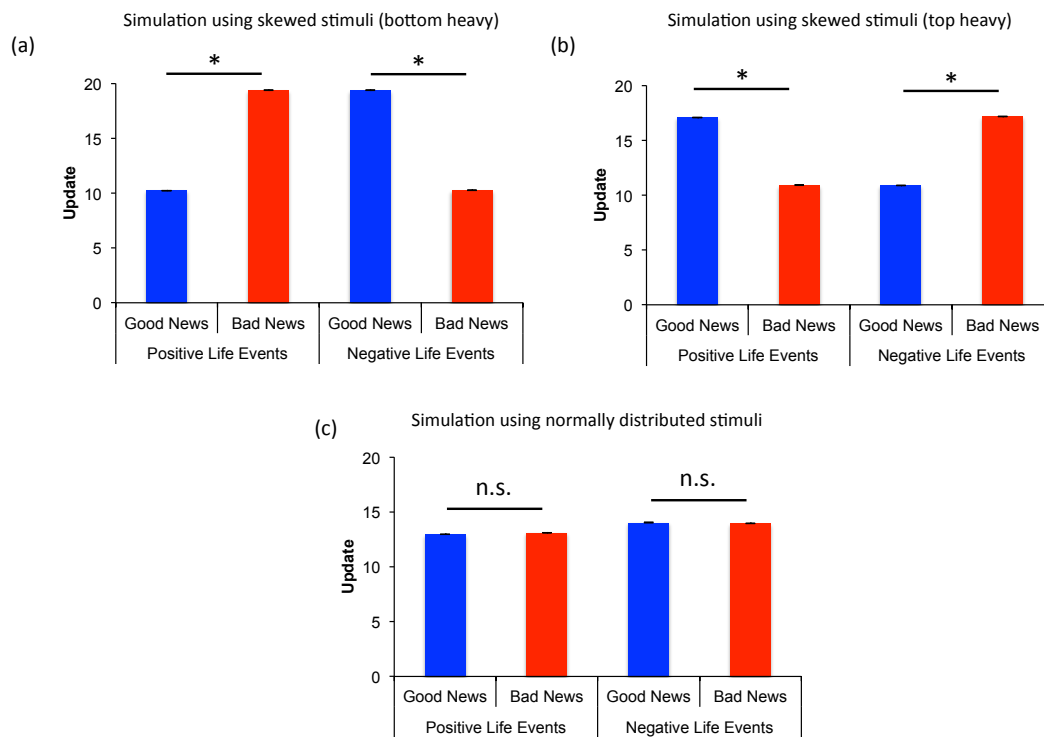 Simulation using skewed stimuli (bottom heavy)
(a)
*
*
20
15
10
5
0
Update
Good News
Bad News
Good News
Bad News
Positive Life Events
Negative Life Events
Simulation using skewed stimuli (top heavy)
(b)
*
*
20
15
10
5
0
Update
Good News
Bad News
Good News
Bad News
Positive Life Events
Negative Life Events
(c)
Simulation using normally distributed stimuli
n.s.
n.s.
20
15
10
5
0
Update
Good News
Bad News
Good News
Bad News
Positive Life Events
Negative Life Events